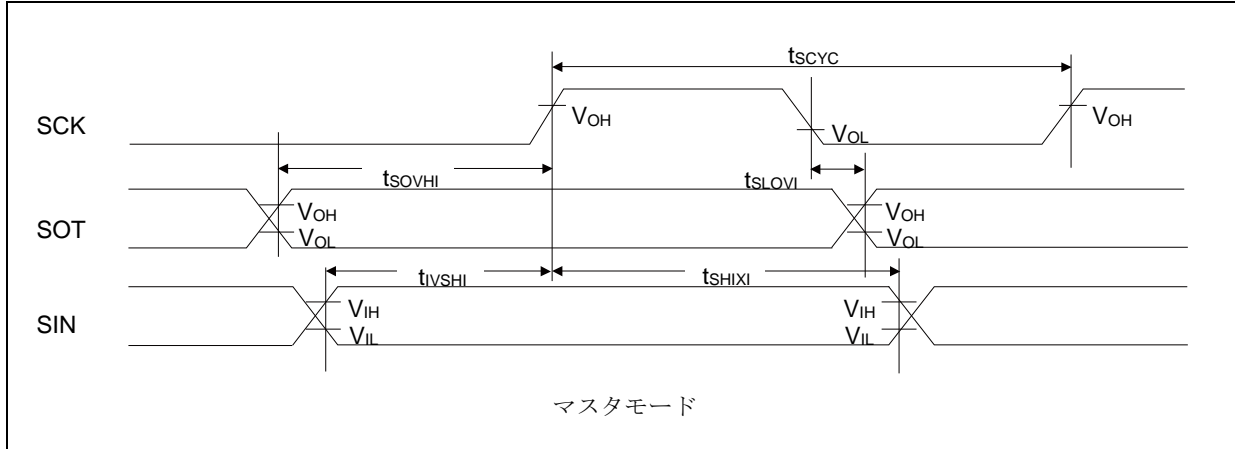 tSCYC
SCK
VOH
VOL
VOH
tSOVHI
tSLOVI
SOT
VOH
VOL
VOH
VOL
tIVSHI
tSHIXI
SIN
VIH
VIL
VIH
VIL
マスタモード